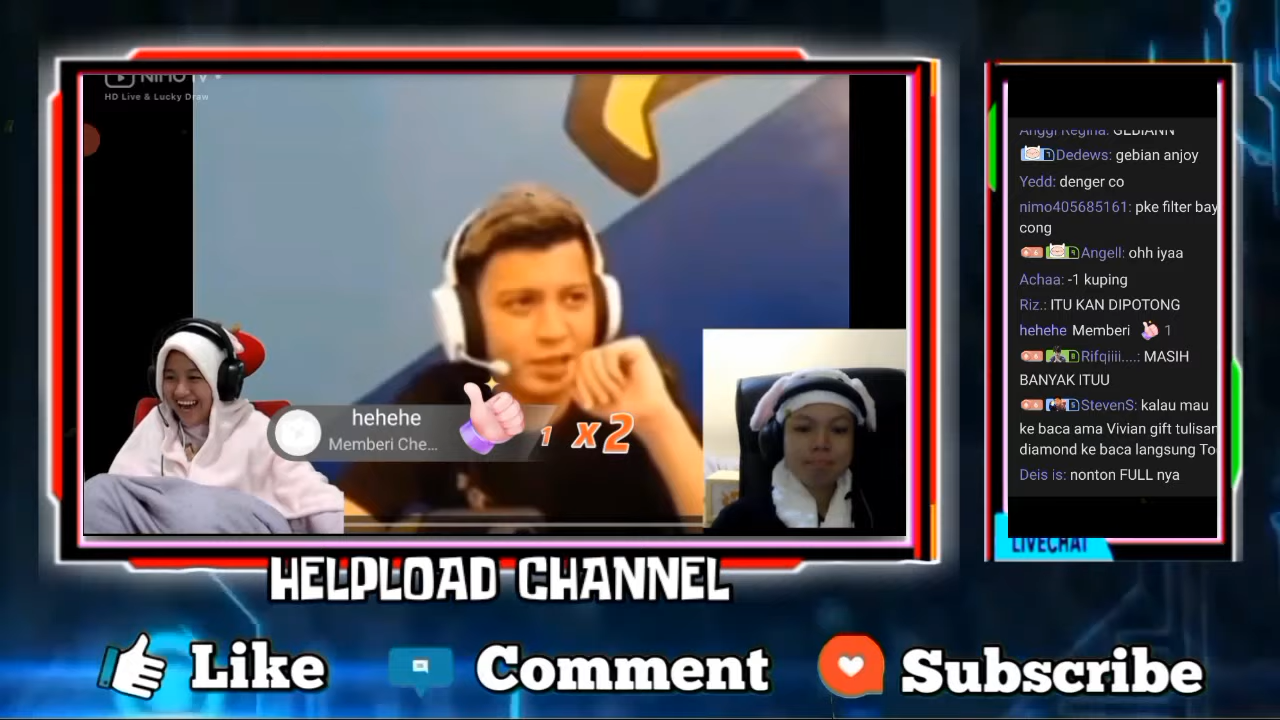 HD Live & Lucky Draw
hehehe
Memberi Che...
1 x2
Anggi Regina: GEBIANN
Dedews: gebian anjoy
Yedd: denger co
nimo405685161: pke filter bay
cong
Angell: ohh iyaa
Achaa: -1 kuping
Riz.: ITU KAN DIPOTONG
hehehe Memberi 1
Rifqiiii....: MASIH
BANYAK ITUU
StevenS: kalau mau
ke baca ama Vivian gift tulisan
diamond ke baca langsung To
Deis is: nonton FULL nya
LIVECHAT
HELPLOAD CHANNEL
Like
Comment
Subscribe